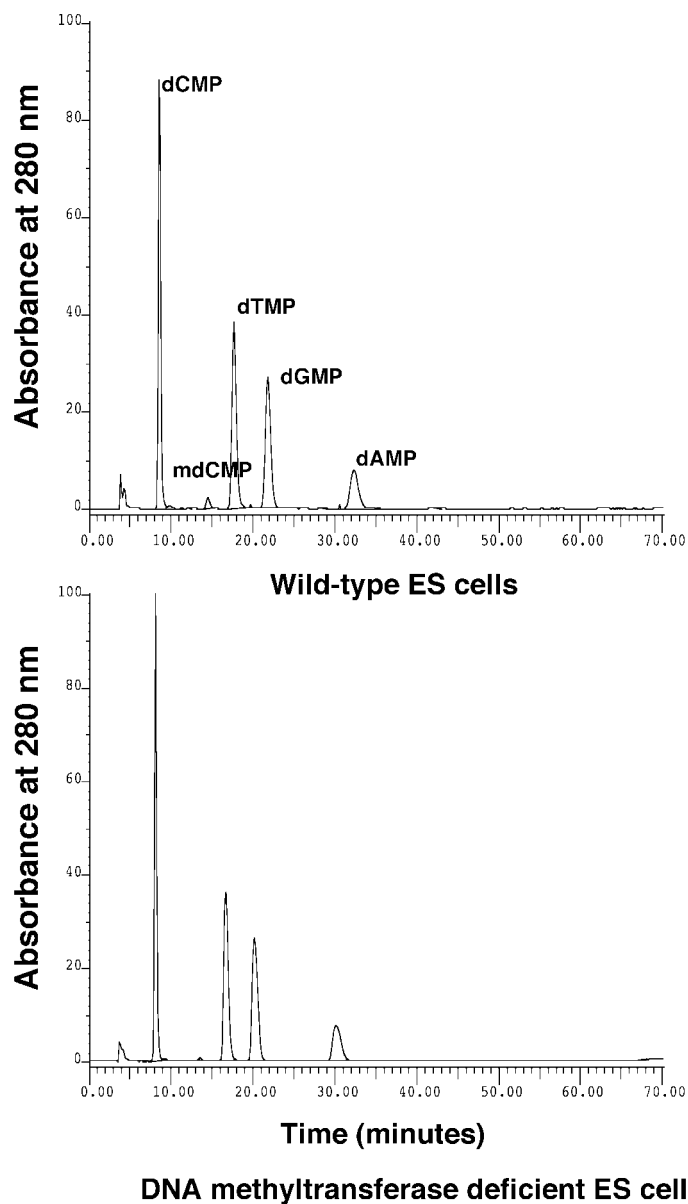 100
Absorbance at 280 nm
dCMP
80
60
40
dTMP
dGMP
20
mdCMP
dAMP
0
0.00 10.00 20.00 30.00 40.00 50.00 60.00 70.00
Wild-type ES cells
100
Absorbance at 280 nm
80
60
40
20
0
0.00 10.00 20.00 30.00 40.00 50.00 60.00 70.00
Time (minutes)
DNA methyltransferase deficient ES cell